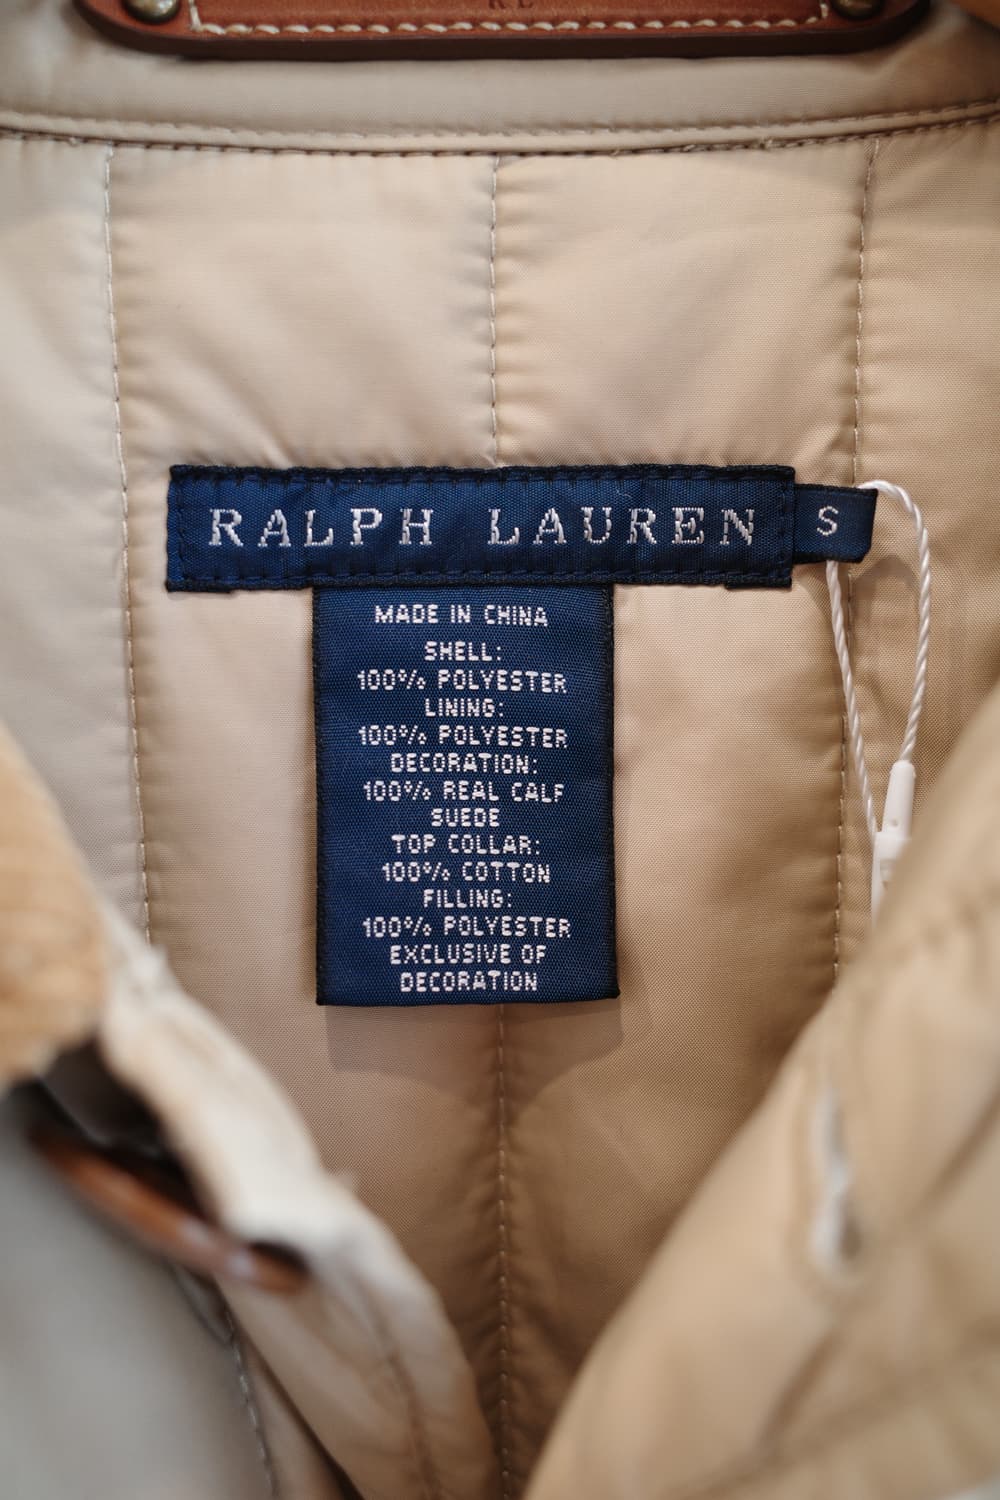 RL
RALPH LAUREN
S
MADE IN CHINA
SHELL:
100% POLYESTER
LINING:
100% POLYESTER
DECORATION:
100% REAL CALF
SUEDE
TOP COLLAR:
100% COTTON
FILLING:
100% POLYESTER
EXCLUSIVE OF
DECORATION